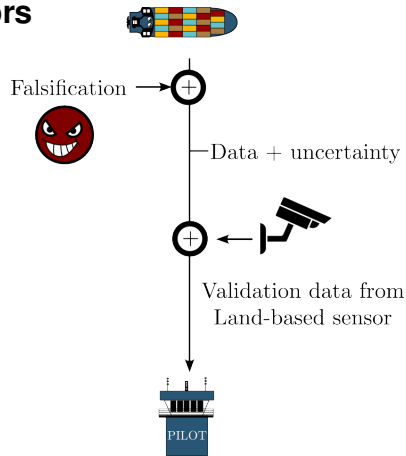 ors
Falsification
+
Data + uncertainty
+
Validation data from
Land-based sensor
PILOT